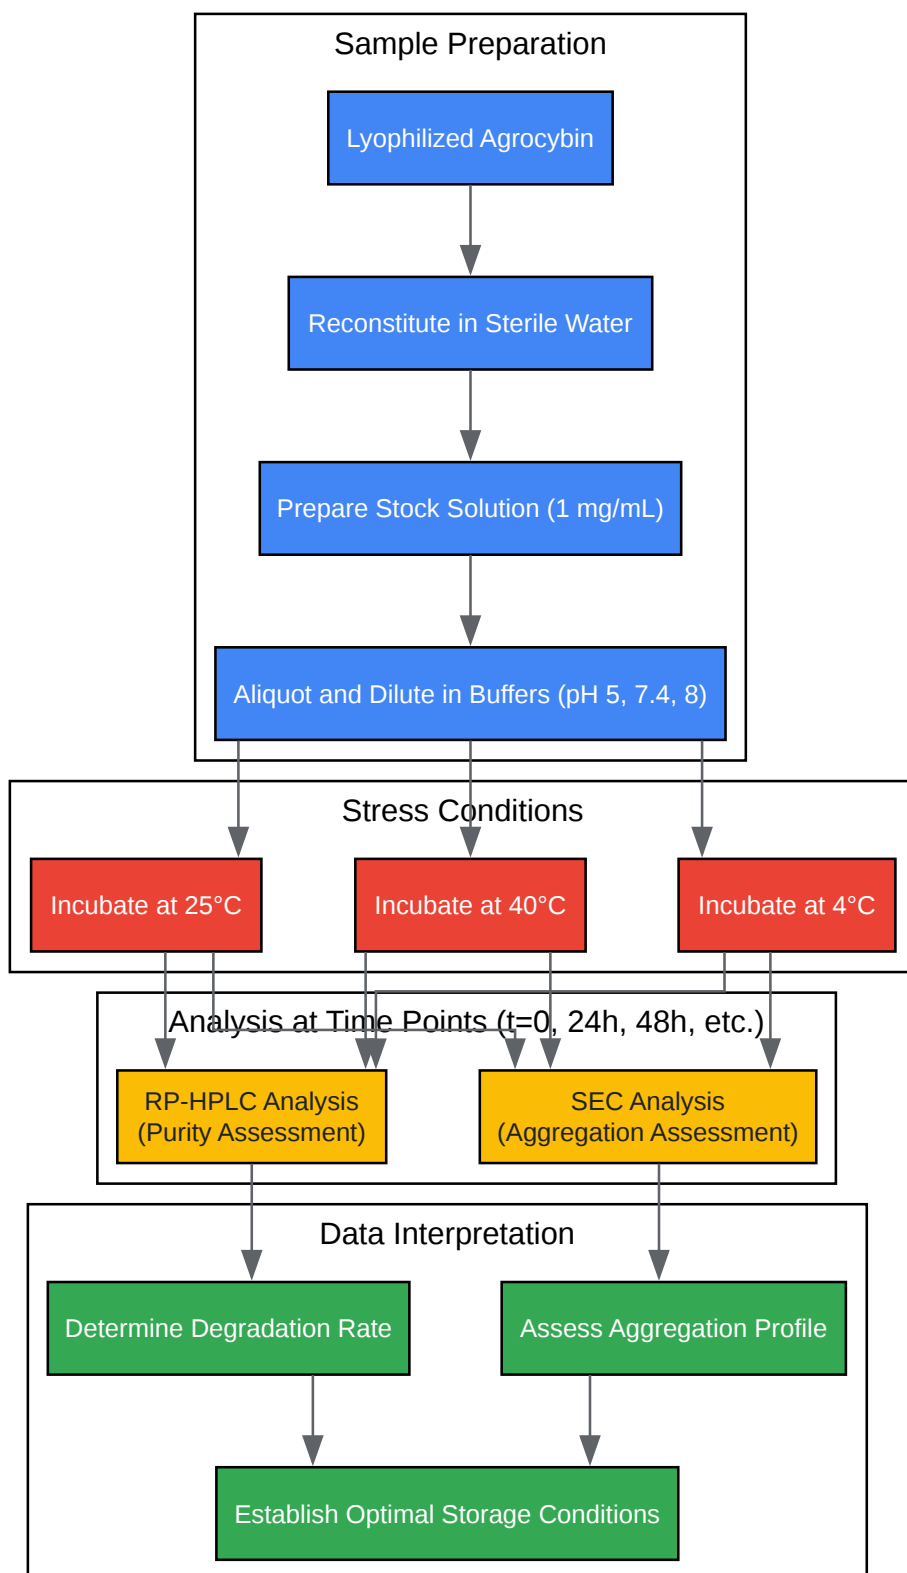 Sample Preparation
Lyophilized Agrocybin
Reconstitute in Sterile Water
Prepare Stock Solution (1 mg/mL)
Aliquot and Dilute in Buffers (pH 5, 7.4, 8)
Stress Conditions
Incubate at 25°C
Incubate at 40°C
Incubate at 4°C
Analysis at Time Points (t=0, 24h, 48h, etc.)
RP-HPLC Analysis
(Purity Assessment)
SEC Analysis
(Aggregation Assessment)
Data Interpretation
Determine Degradation Rate
Assess Aggregation Profile
Establish Optimal Storage Conditions